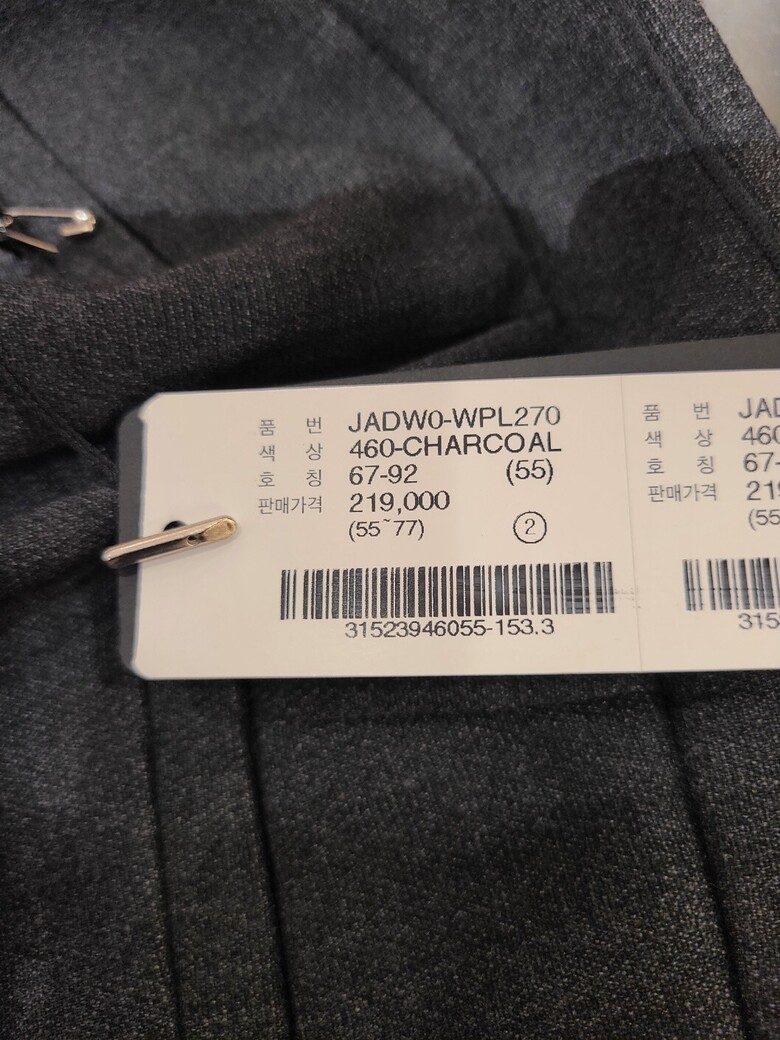 품 번 JADW0-WPL270
색 상 460-CHARCOAL
호 칭 67-92 (55)
판매가격 219,000
(55~77) ②
31523946055-153.3
품 번 JAD
색 상 460
호 칭 67-
판매가격 219
(55
315